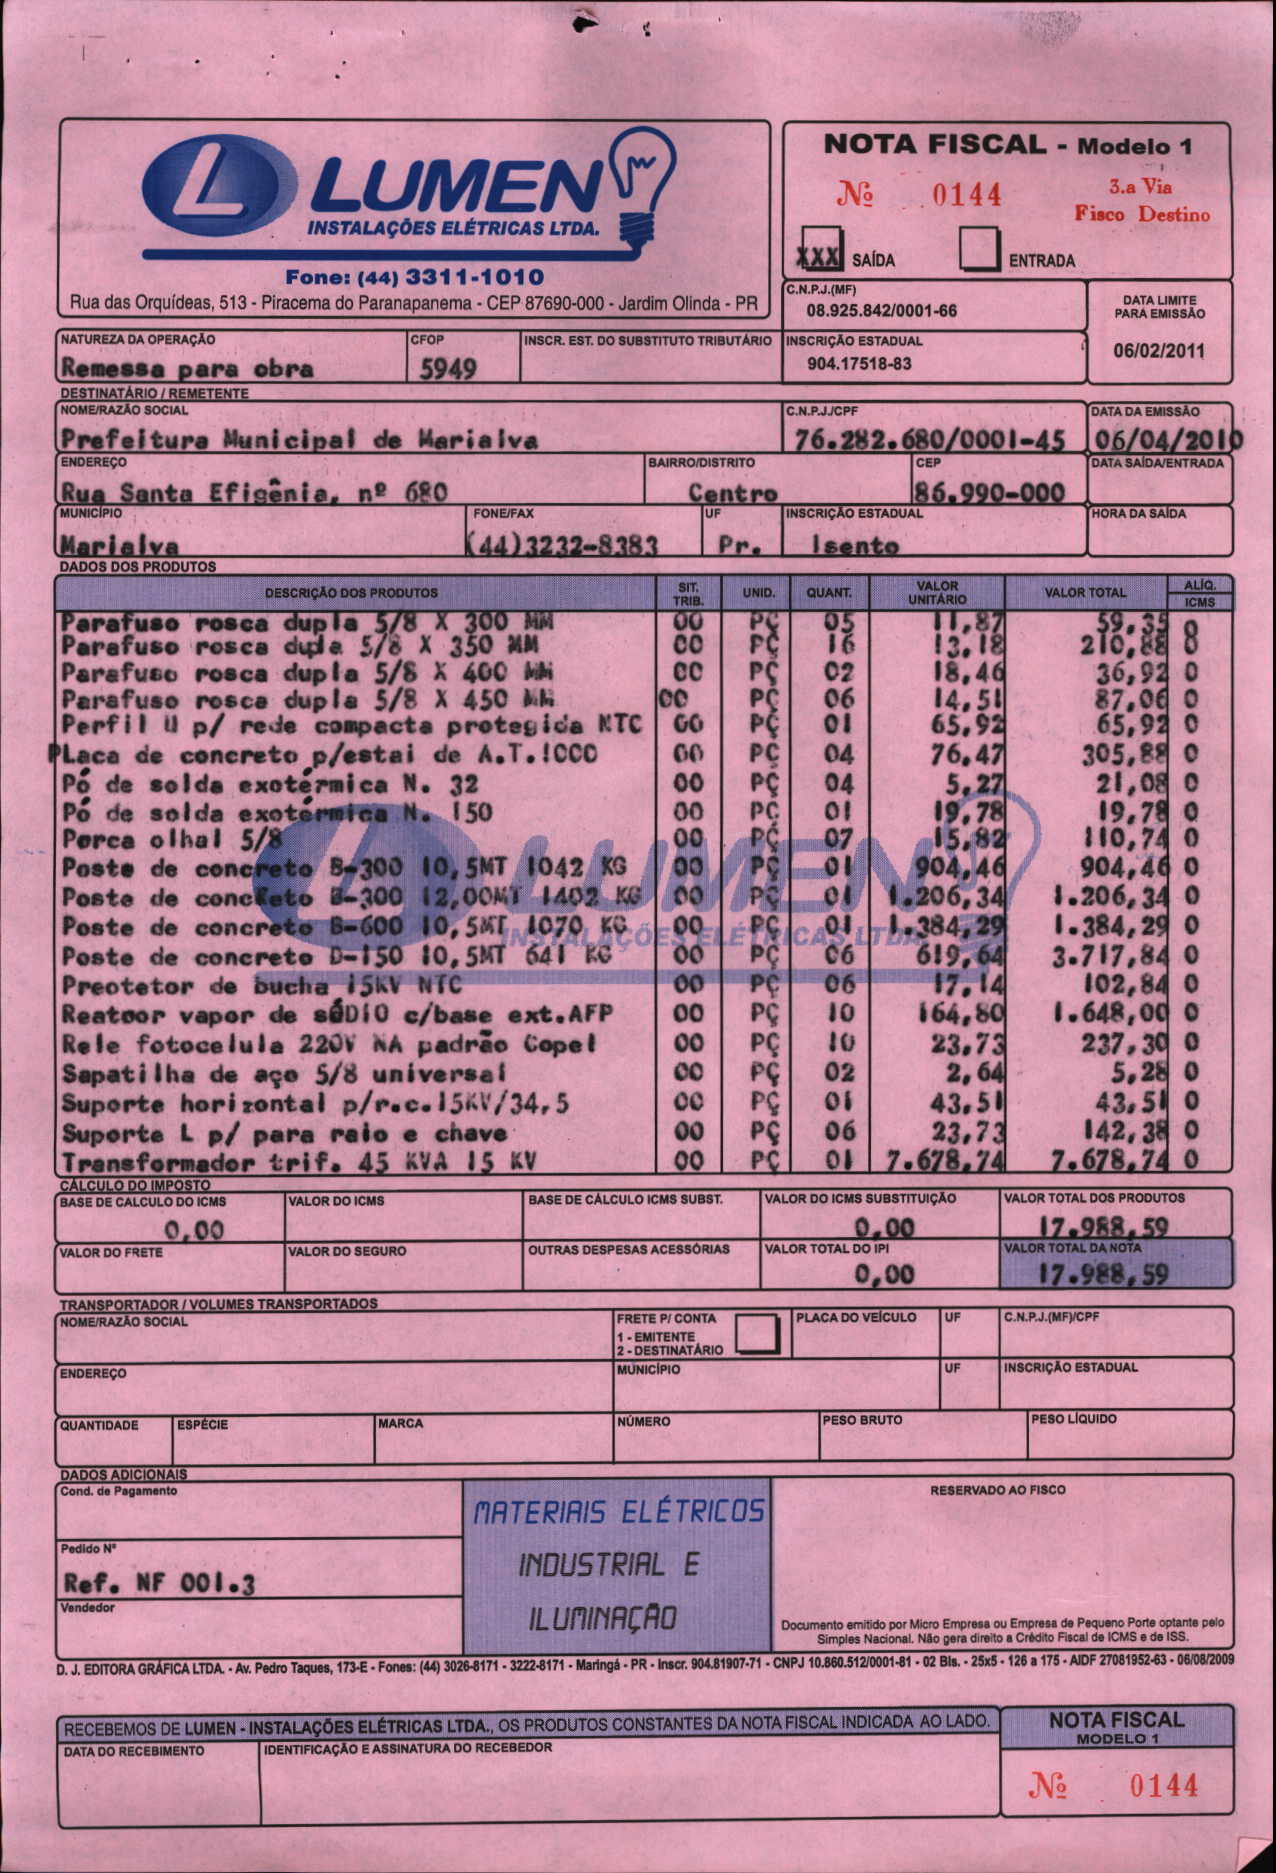 LUMEN
INSTALAÇÕES ELÉTRICAS LTDA.
Fone: (44) 3311-1010
Rua das Orquídeas, 513 - Piracema do Paranapanema - CEP 87690-000 - Jardim Olinda - PR
NOTA FISCAL - Modelo 1
Nº 0144
3.a Via
Fisco Destino
XXX SAÍDA ENTRADA
C.N.P.J.(MF)
08.925.842/0001-66
DATA LIMITE
PARA EMISSÃO
06/02/2011
NATUREZA DA OPERAÇÃO CFOP INSCR. EST. DO SUBSTITUTO TRIBUTÁRIO INSCRIÇÃO ESTADUAL
Remessa para obra 5949 904.17518-83
DESTINATÁRIO / REMETENTE
NOME/RAZÃO SOCIAL C.N.P.J./CPF DATA DA EMISSÃO
Prefeitura Municipal de Marialva 76.282.680/0001-45 06/04/2010
ENDEREÇO BAIRRO/DISTRITO CEP DATA SAÍDA/ENTRADA
Rua Santa Efigênia, nº 680 Centro 86.990-000
MUNICÍPIO FONE/FAX UF INSCRIÇÃO ESTADUAL HORA DA SAÍDA
Marialva (44)3232-8383 Pr. Isento
DADOS DOS PRODUTOS
DESCRIÇÃO DOS PRODUTOS SIT. TRIB. UNID. QUANT. VALOR UNITÁRIO VALOR TOTAL ALÍQ. ICMS
Parafuso rosca dupla 5/8 X 300 MM 00 PÇ 05 11,87 59,35 0
Parafuso rosca dupla 5/8 X 350 MM 00 PÇ 16 13,18 210,88 0
Parafuso rosca dupla 5/8 X 400 MM 00 PÇ 02 18,46 36,92 0
Parafuso rosca dupla 5/8 X 450 MM 00 PÇ 06 14,51 87,06 0
Perfil U p/ rede compacta protegida NTC 00 PÇ 01 65,92 65,92 0
PLaca de concreto p/estai de A.T.1000 00 PÇ 04 76,47 305,88 0
Pó de solda exotérmica N. 32 00 PÇ 04 5,27 21,08 0
Pó de solda exotérmica N. 150 00 PÇ 01 19,78 19,78 0
Porca olhal 5/8 00 PÇ 07 15,82 110,74 0
Poste de concreto B-300 10,5MT 1042 KG 00 PÇ 01 904,46 904,46 0
Poste de concreto B-300 12,00MT 1402 KG 00 PÇ 01 1.206,34 1.206,34 0
Poste de concreto B-600 10,5MT 1070 KG 00 PÇ 01 1.384,29 1.384,29 0
Poste de concreto D-150 10,5MT 641 KG 00 PÇ 06 619,64 3.717,84 0
Preotetor de bucha 15KV NTC 00 PÇ 06 17,14 102,84 0
Reatoor vapor de sÓDIO c/base ext.AFP 00 PÇ 10 164,80 1.648,00 0
Rele fotocelula 220V NA padrão Copel 00 PÇ 10 23,73 237,30 0
Sapatilha de aço 5/8 universal 00 PÇ 02 2,64 5,28 0
Suporte horizontal p/r.c.15KV/34,5 00 PÇ 01 43,51 43,51 0
Suporte L p/ para raio e chave 00 PÇ 06 23,73 142,38 0
Transformador trif. 45 KVA 15 KV 00 PÇ 01 7.678,74 7.678,74 0
LUMEN
INSTALAÇÕES ELÉTRICAS LTDA
CÁLCULO DO IMPOSTO
BASE DE CALCULO DO ICMS VALOR DO ICMS BASE DE CÁLCULO ICMS SUBST. VALOR DO ICMS SUBSTITUIÇÃO VALOR TOTAL DOS PRODUTOS
0,00 0,00 17.988,59
VALOR DO FRETE VALOR DO SEGURO OUTRAS DESPESAS ACESSÓRIAS VALOR TOTAL DO IPI VALOR TOTAL DA NOTA
0,00 17.988,59
TRANSPORTADOR / VOLUMES TRANSPORTADOS
NOME/RAZÃO SOCIAL FRETE P/ CONTA PLACA DO VEÍCULO UF C.N.P.J.(MF)/CPF
1 - EMITENTE
2 - DESTINATÁRIO
ENDEREÇO MUNICÍPIO UF INSCRIÇÃO ESTADUAL
QUANTIDADE ESPÉCIE MARCA NÚMERO PESO BRUTO PESO LÍQUIDO
DADOS ADICIONAIS
Cond. de Pagamento
Pedido Nº
Ref. NF 001.3
Vendedor
MATERIAIS ELÉTRICOS
INDUSTRIAL E
ILUMINAÇÃO
RESERVADO AO FISCO
Documento emitido por Micro Empresa ou Empresa de Pequeno Porte optante pelo
Simples Nacional. Não gera direito a Crédito Fiscal de ICMS e de ISS.
D. J. EDITORA GRÁFICA LTDA. - Av. Pedro Taques, 173-E - Fones: (44) 3026-8171 - 3222-8171 - Maringá - PR - Inscr. 904.81907-71 - CNPJ 10.860.512/0001-81 - 02 Bls. - 25x5 - 126 a 175 - AIDF 27081952-63 - 06/08/2009
RECEBEMOS DE LUMEN - INSTALAÇÕES ELÉTRICAS LTDA., OS PRODUTOS CONSTANTES DA NOTA FISCAL INDICADA AO LADO.
DATA DO RECEBIMENTO IDENTIFICAÇÃO E ASSINATURA DO RECEBEDOR
NOTA FISCAL
MODELO 1
Nº 0144